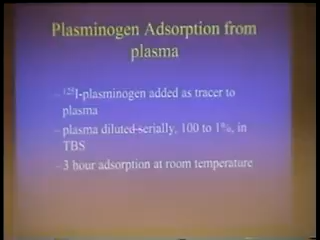 Plasminogen Adsorption from
plasma
– ¹²⁵I-plasminogen added as tracer to
plasma
– plasma diluted serially, 100 to 1%, in
TBS
– 3 hour adsorption at room temperature